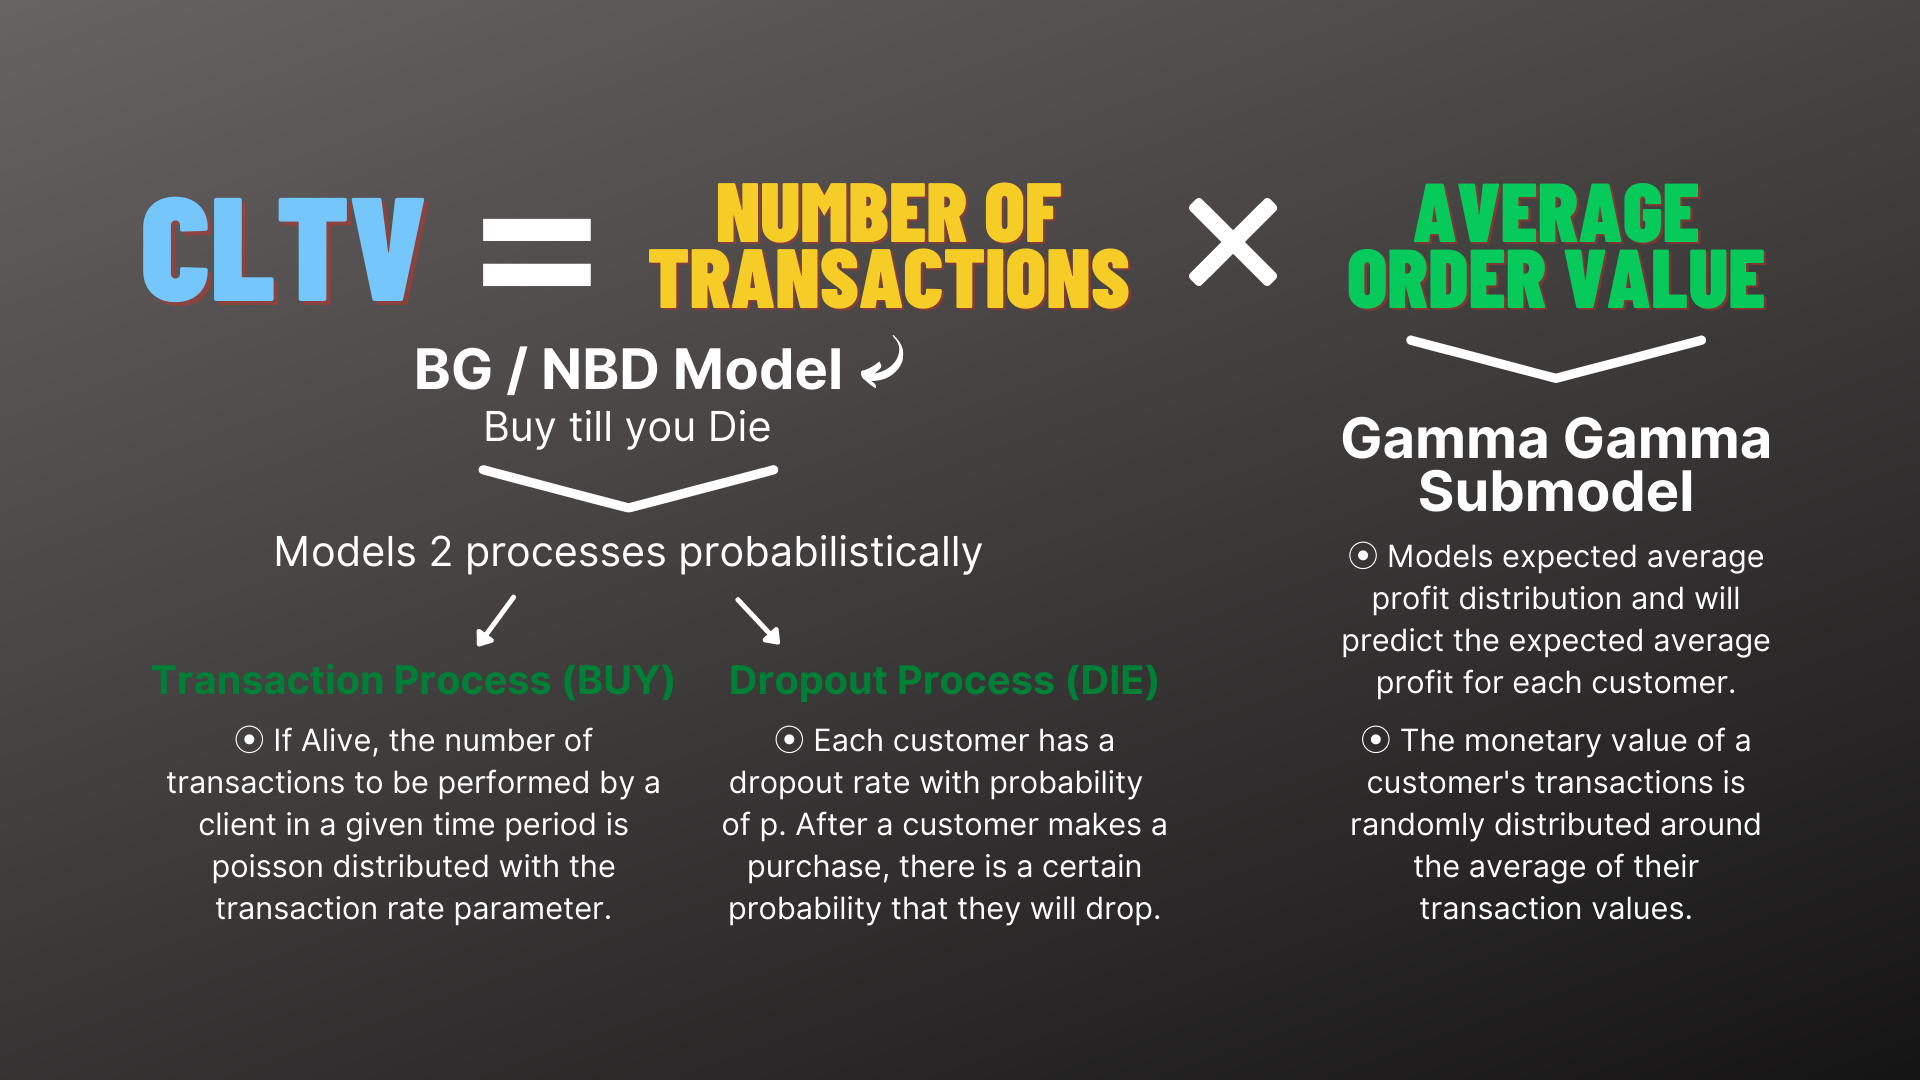 CLTV = NUMBER OF
TRANSACTIONS × AVERAGE
ORDER VALUE
BG / NBD Model
Buy till you Die
Models 2 processes probabilistically
Transaction Process (BUY)
⦿ If Alive, the number of
transactions to be performed by a
client in a given time period is
poisson distributed with the
transaction rate parameter.
Dropout Process (DIE)
⦿ Each customer has a
dropout rate with probability
of p. After a customer makes a
purchase, there is a certain
probability that they will drop.
Gamma Gamma
Submodel
⦿ Models expected average
profit distribution and will
predict the expected average
profit for each customer.
⦿ The monetary value of a
customer's transactions is
randomly distributed around
the average of their
transaction values.